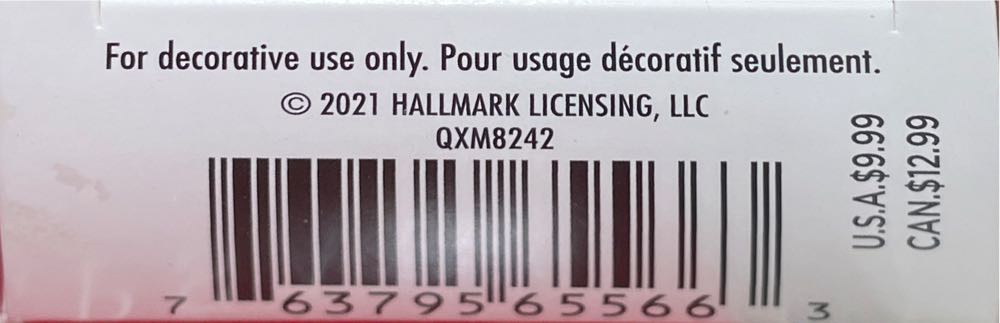 For decorative use only. Pour usage décoratif seulement.
© 2021 HALLMARK LICENSING, LLC
QXM8242
7 63795 65566 3
U.S.A.$9.99
CAN.$12.99